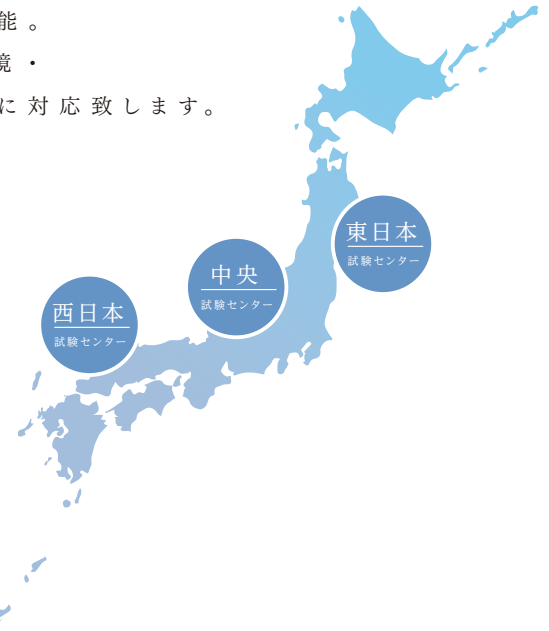 能。
境・
に対応致します。
東日本
試験センター
中央
試験センター
西日本
試験センター